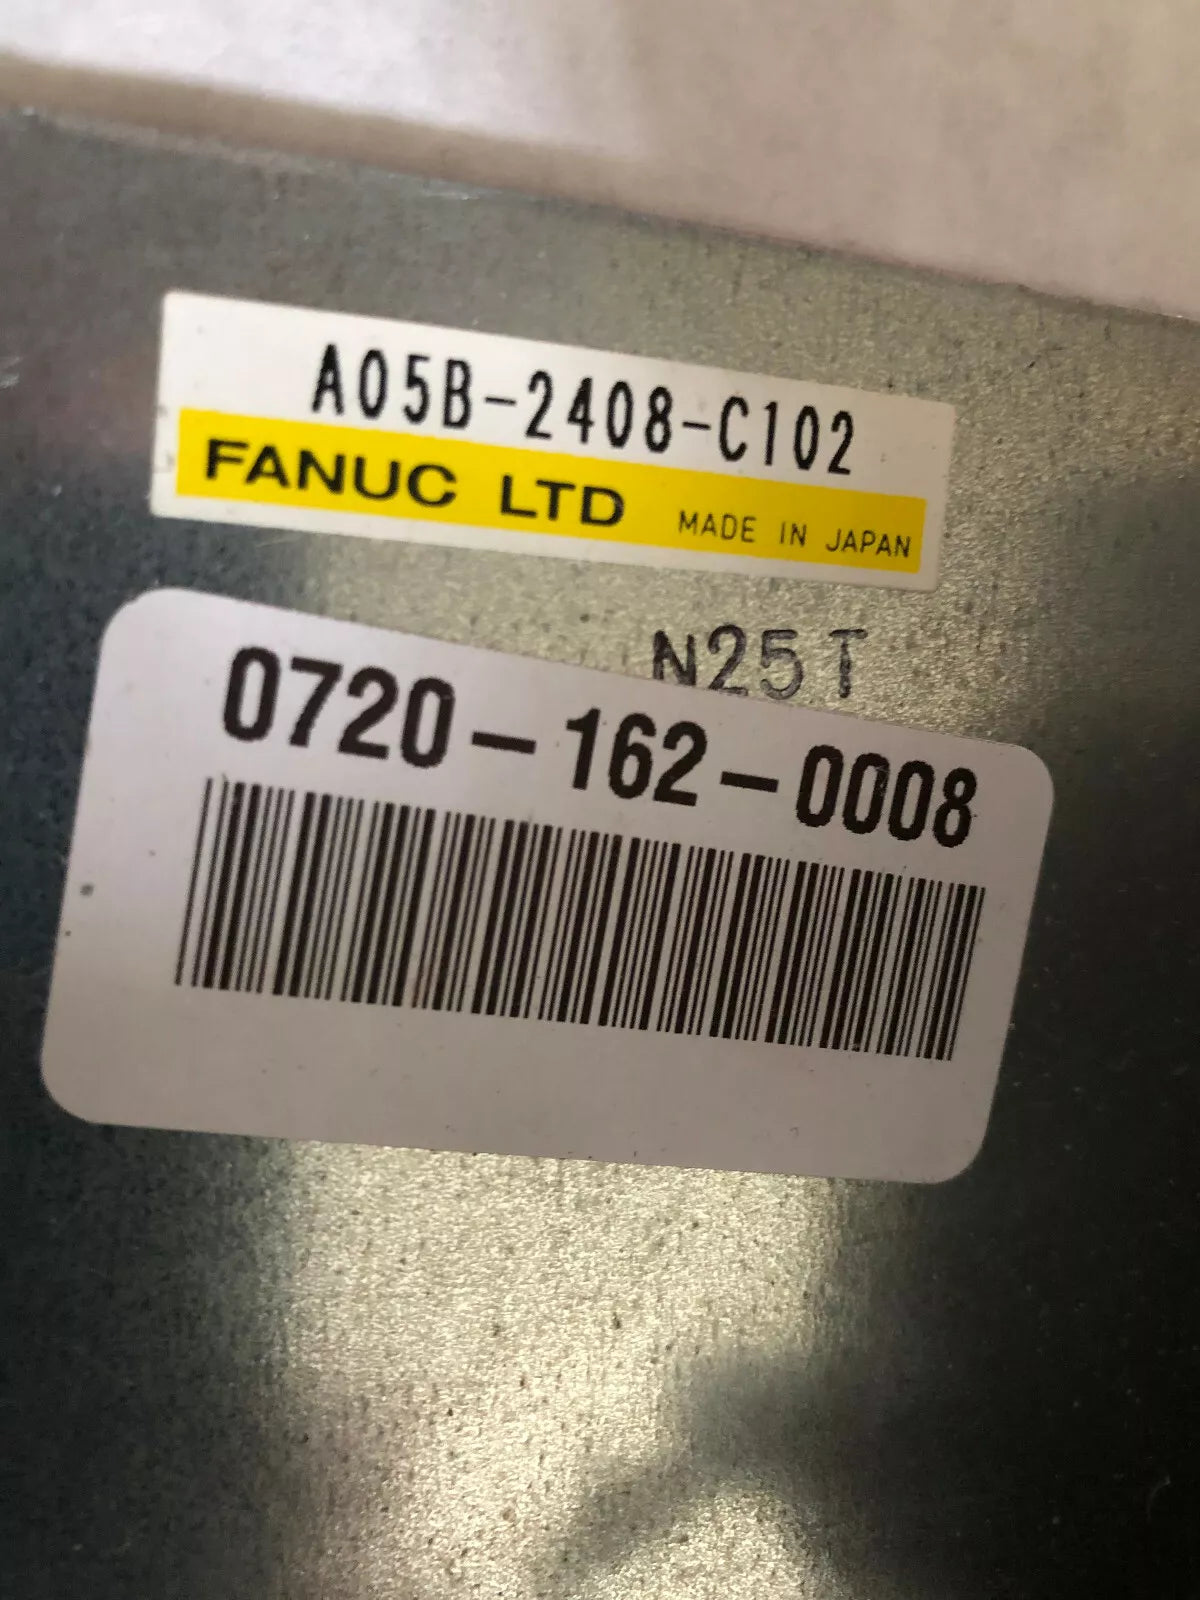 A05B-2408-C102
FANUC LTD MADE IN JAPAN
N25T
0720-162-0008